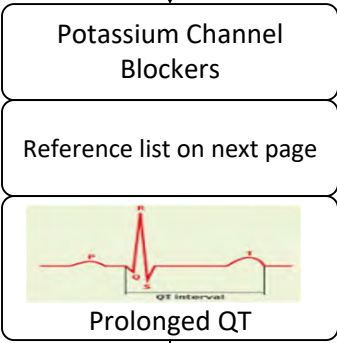 Potassium Channel
Blockers
Reference list on next page
R
P
T
Q
S
QT interval
Prolonged QT